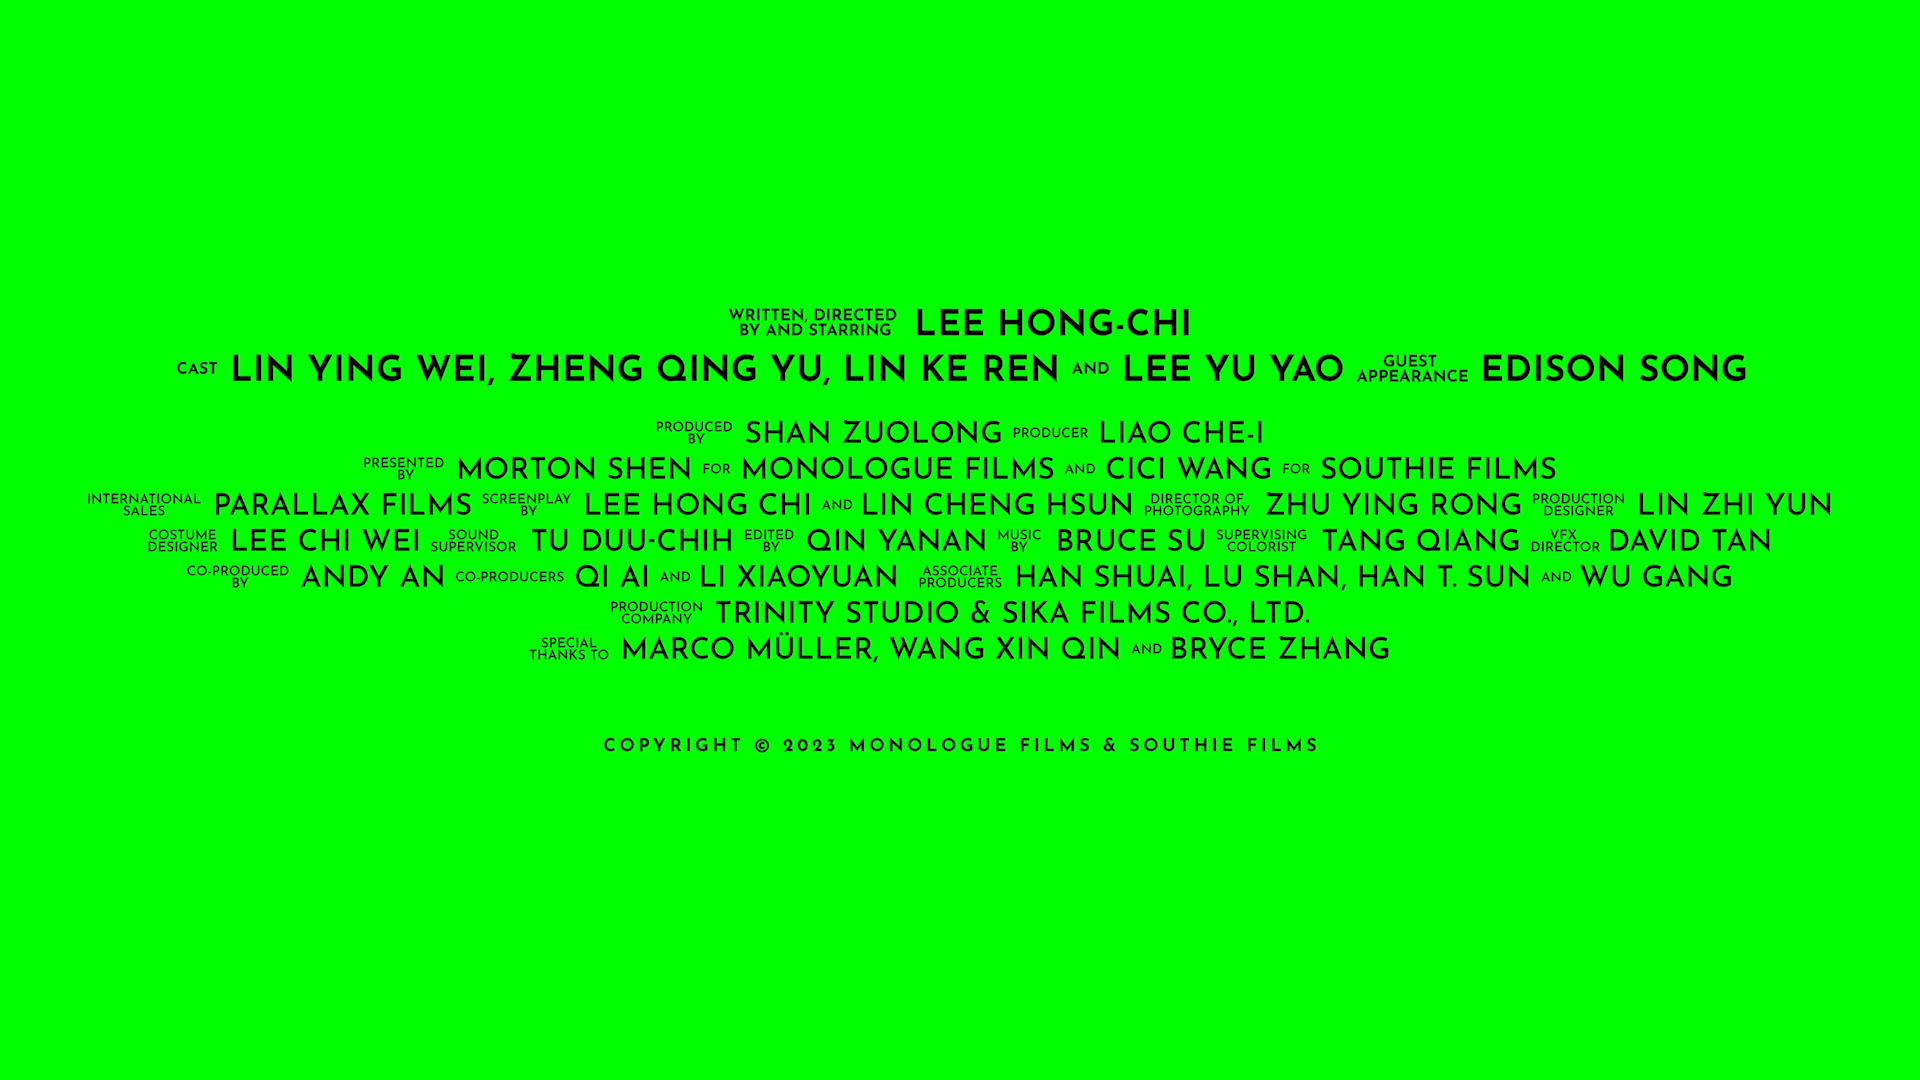 WRITTEN, DIRECTED BY AND STARRING LEE HONG-CHI
CAST LIN YING WEI, ZHENG QING YU, LIN KE REN AND LEE YU YAO GUEST APPEARANCE EDISON SONG
PRODUCED BY SHAN ZUOLONG PRODUCER LIAO CHE-I
PRESENTED BY MORTON SHEN FOR MONOLOGUE FILMS AND CICI WANG FOR SOUTHIE FILMS
INTERNATIONAL SALES PARALLAX FILMS SCREENPLAY BY LEE HONG CHI AND LIN CHENG HSUN DIRECTOR OF PHOTOGRAPHY ZHU YING RONG PRODUCTION DESIGNER LIN ZHI YUN
COSTUME DESIGNER LEE CHI WEI SOUND SUPERVISOR TU DUU-CHIH EDITED BY QIN YANAN MUSIC BY BRUCE SU SUPERVISING COLORIST TANG QIANG VFX DIRECTOR DAVID TAN
CO-PRODUCED BY ANDY AN CO-PRODUCERS QI AI AND LI XIAOYUAN ASSOCIATE PRODUCERS HAN SHUAI, LU SHAN, HAN T. SUN AND WU GANG
PRODUCTION COMPANY TRINITY STUDIO & SIKA FILMS CO., LTD.
SPECIAL THANKS TO MARCO MÜLLER, WANG XIN QIN AND BRYCE ZHANG
COPYRIGHT © 2023 MONOLOGUE FILMS & SOUTHIE FILMS